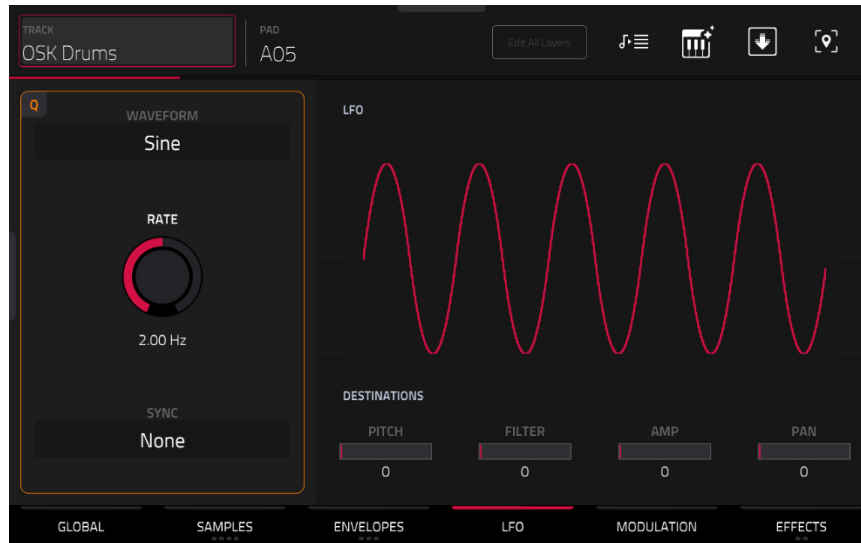 TRACK
OSK Drums
PAD
A05
Edit All Layers
Q
WAVEFORM
Sine
RATE
2.00 Hz
SYNC
None
LFO
DESTINATIONS
PITCH FILTER AMP PAN
0 0 0 0
GLOBAL SAMPLES ENVELOPES LFO MODULATION EFFECTS